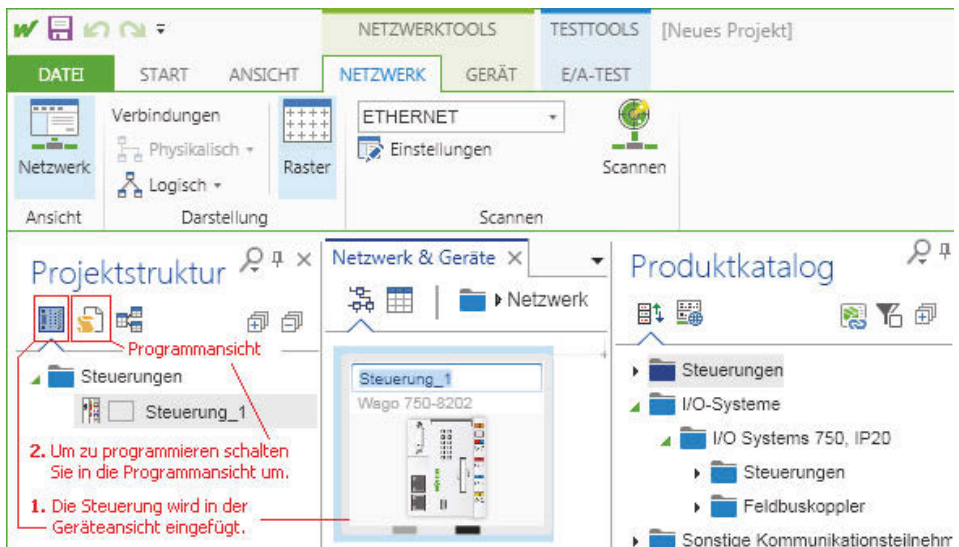 NETZWERKTOOLS TESTTOOLS [Neues Projekt]
DATEI START ANSICHT NETZWERK GERÄT E/A-TEST
Netzwerk
Ansicht
Verbindungen
Physikalisch
Logisch
Raster
Darstellung
ETHERNET
Einstellungen
Scannen
Scannen
Projektstruktur
Programmansicht
Steuerungen
Steuerung_1
2. Um zu programmieren schalten
Sie in die Programmansicht um.
1. Die Steuerung wird in der
Geräteansicht eingefügt.
Netzwerk & Geräte
Netzwerk
Steuerung_1
Wago 750-8202
Produktkatalog
Steuerungen
I/O-Systeme
I/O Systems 750, IP20
Steuerungen
Feldbuskoppler
Sonstige Kommunikationsteilnehm